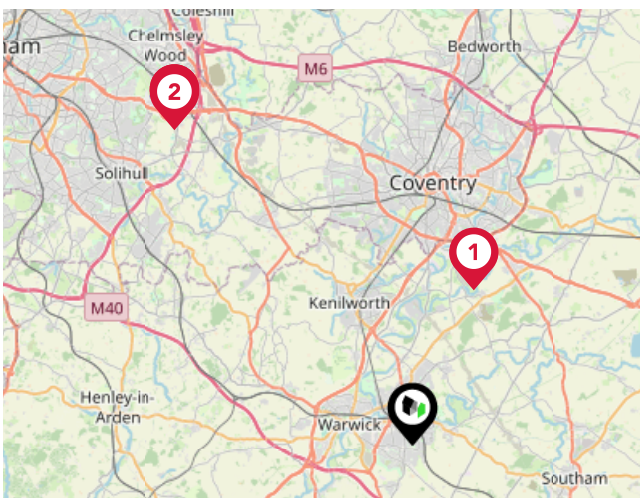 Coleshill
ham
Chelmsley
Wood
Bedworth
M6
2
Solihull
Coventry
1
Kenilworth
M40
Henley-in-
Arden
Warwick
Southam